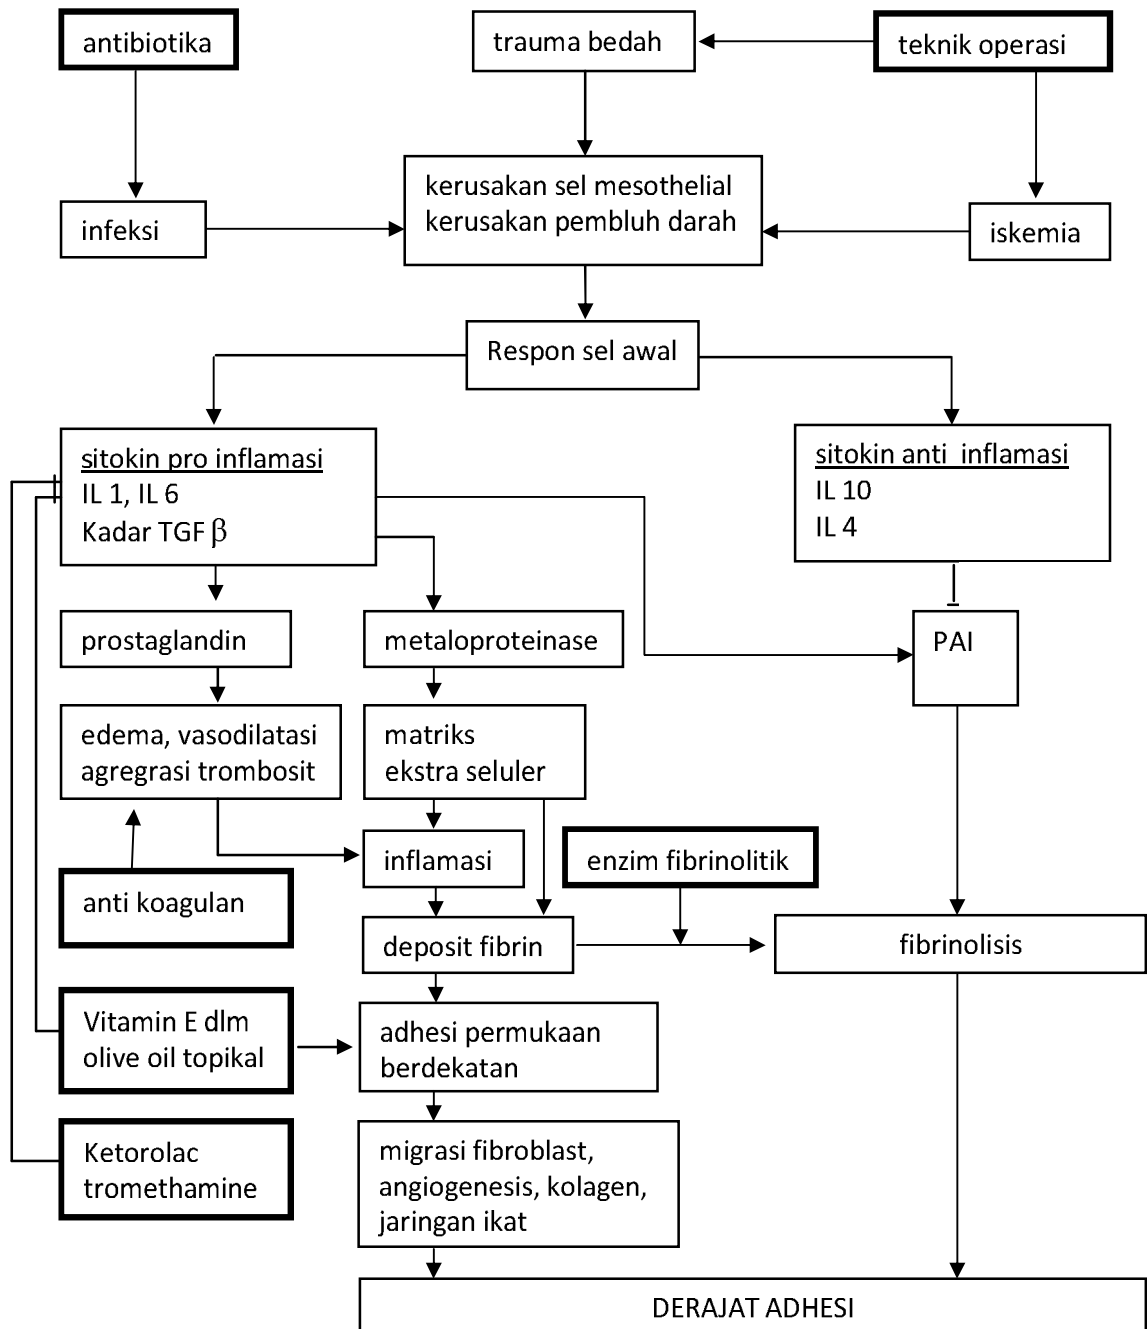 antibiotika
trauma bedah
teknik operasi
kerusakan sel mesothelial
kerusakan pembluh darah
infeksi
iskemia
Respon sel awal
sitokin pro inflamasi
IL 1, IL 6
Kadar TGF β
sitokin anti inflamasi
IL 10
IL 4
prostaglandin
metaloproteinase
PAI
edema, vasodilatasi
agregrasi trombosit
matriks
ekstra seluler
inflamasi
enzim fibrinolitik
anti koagulan
deposit fibrin
fibrinolisis
Vitamin E dlm
olive oil topikal
adhesi permukaan
berdekatan
Ketorolac
tromethamine
migrasi fibroblast,
angiogenesis, kolagen,
jaringan ikat
DERAJAT ADHESI